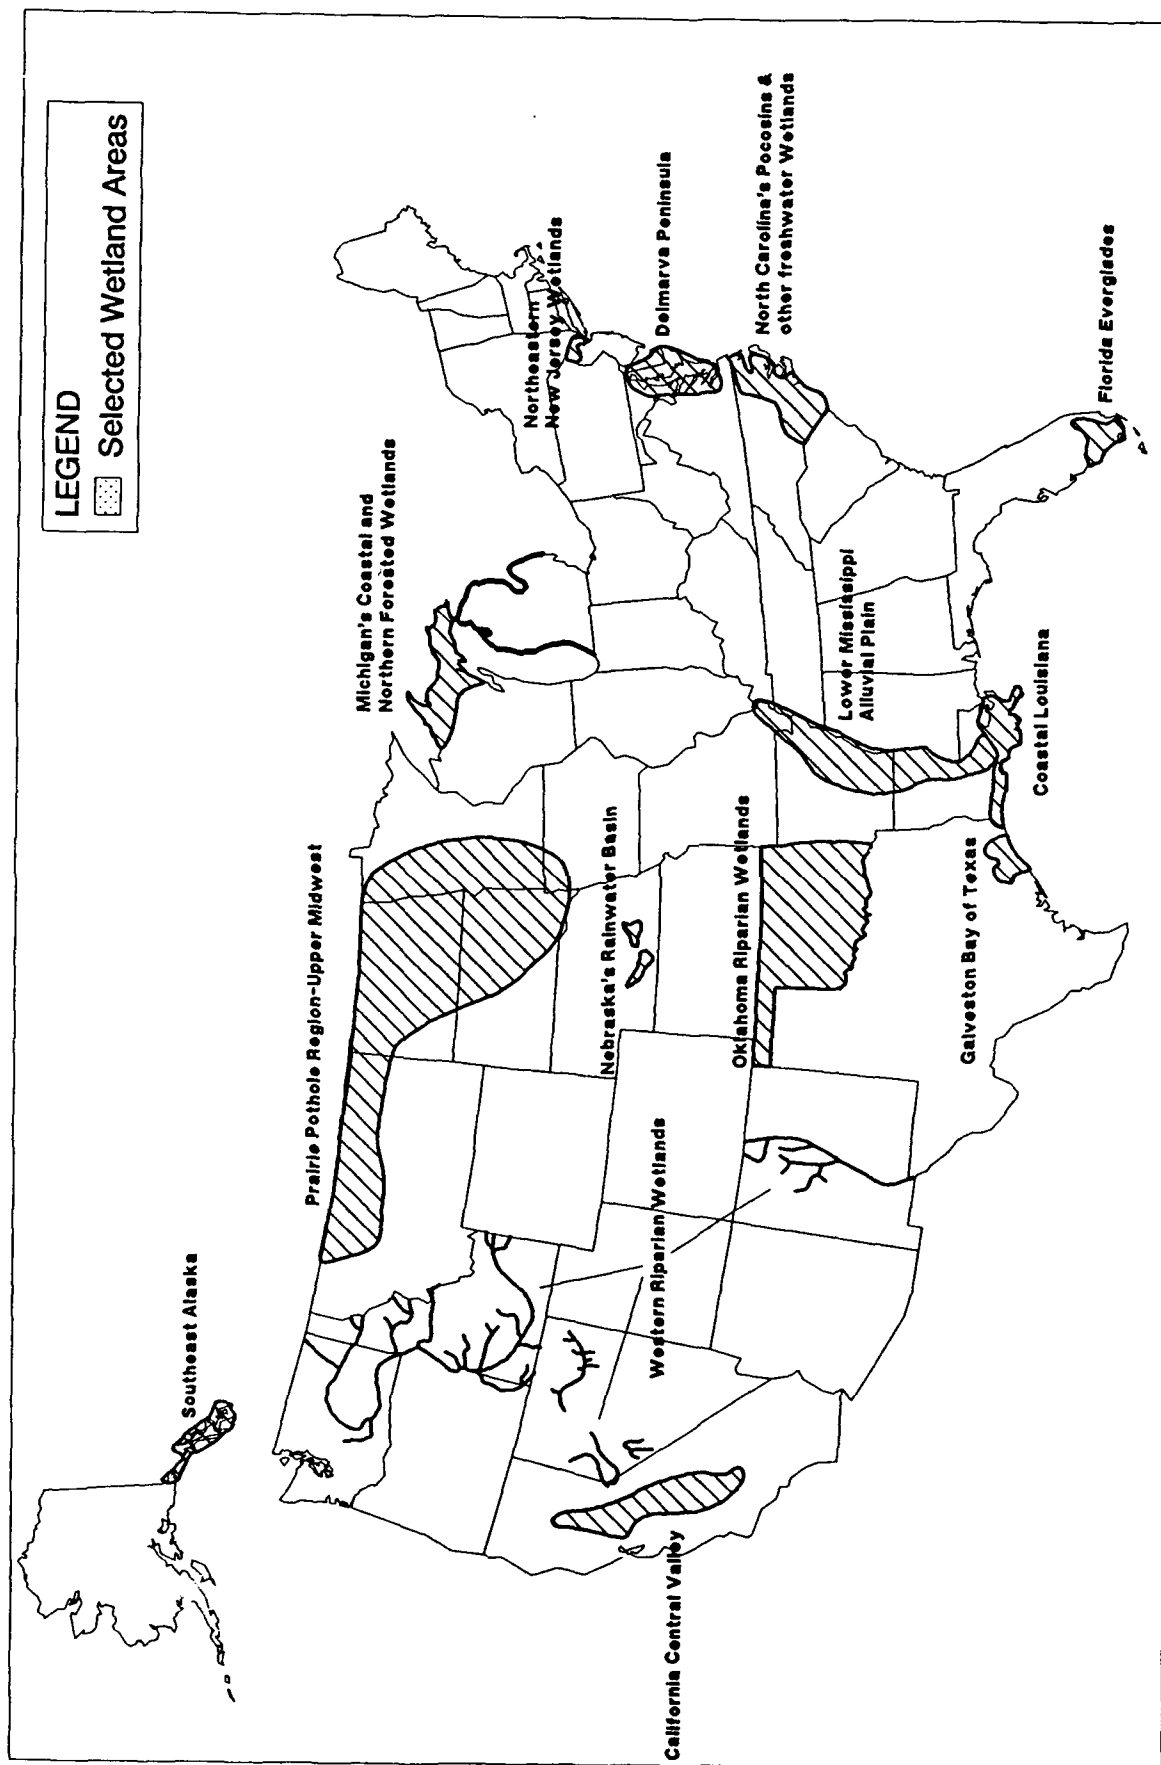 LEGEND
Selected Wetland Areas
Southeast Alaska
Prairie Pothole Region-Upper Midwest
Michigan's Coastal and
Northern Forested Wetlands
Northeastern
New Jersey Wetlands
Delmarva Peninsula
North Carolina's Pocosins &
other freshwater Wetlands
Nebraska's Rainwater Basin
Western Riparian Wetlands
California Central Valley
Oklahoma Riparian Wetlands
Lower Mississippi
Alluvial Plain
Galveston Bay of Texas
Coastal Louisiana
Florida Everglades